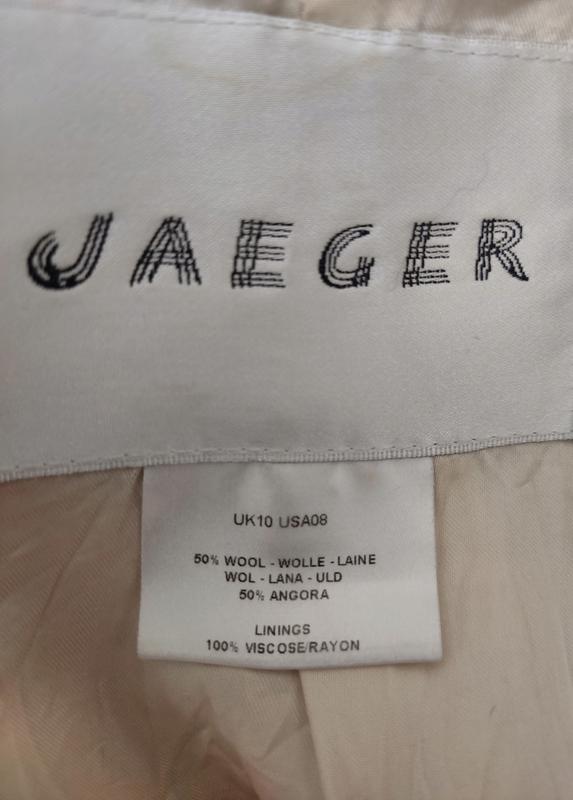 JAEGER
UK10 USA08
50% WOOL - WOLLE - LAINE
WOL - LANA - ULD
50% ANGORA
LININGS
100% VISCOSE/RAYON